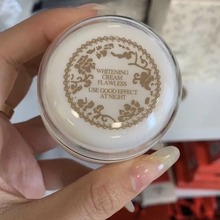 WHITENING
CREAM
FLAWLESS
USE GOOD EFFECT
AT NIGHT